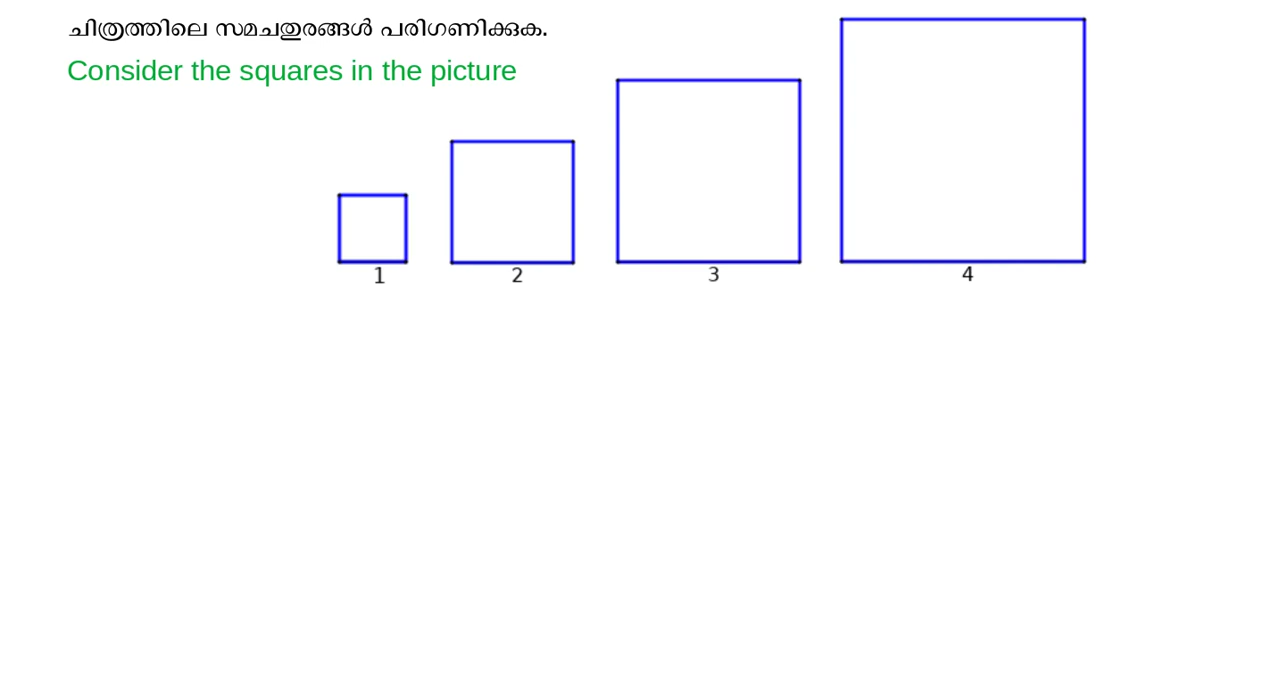 ചിത്രത്തിലെ സമചതുരങ്ങൾ പരിഗണിക്കുക.
Consider the squares in the picture
1 2 3 4